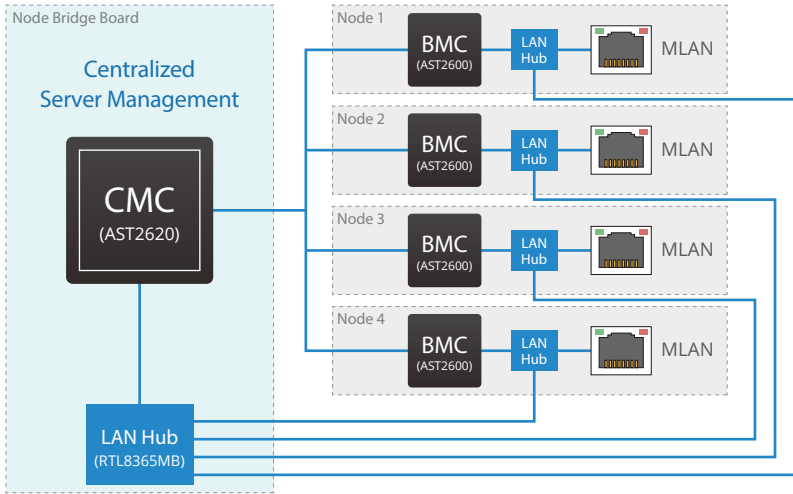 Node Bridge Board
Centralized
Server Management
CMC
(AST2620)
LAN Hub
(RTL8365MB)
Node 1
BMC
(AST2600)
LAN
Hub
MLAN
Node 2
BMC
(AST2600)
LAN
Hub
MLAN
Node 3
BMC
(AST2600)
LAN
Hub
MLAN
Node 4
BMC
(AST2600)
LAN
Hub
MLAN